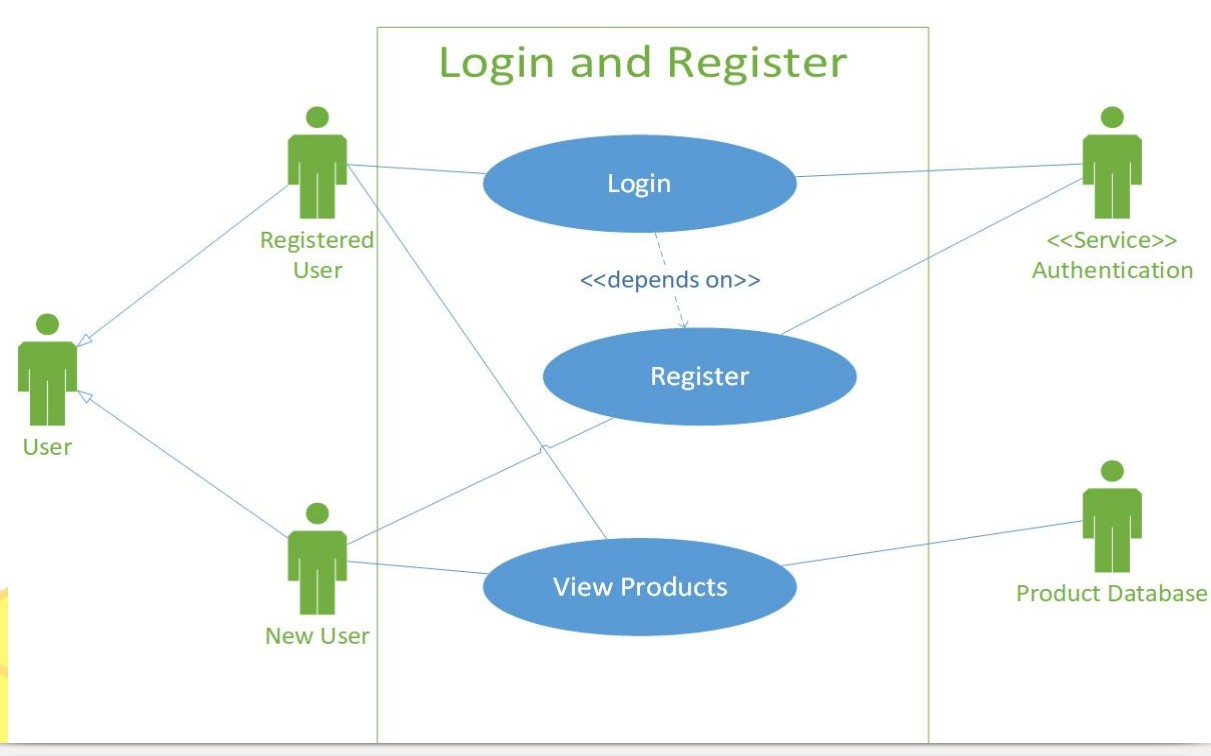 Login and Register
Login
Registered
User
<<Service>>
Authentication
<<depends on>>
Register
User
View Products
Product Database
New User